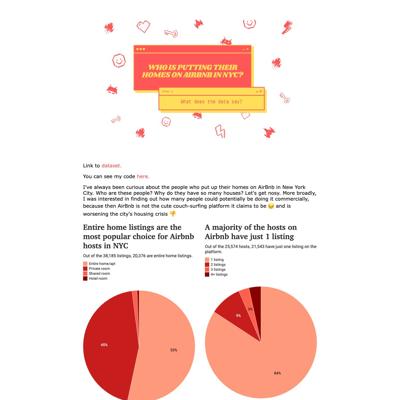 WHO IS PUTTING THEIR
HOMES ON AIRBNB IN NYC?
What does the data say?
Link to dataset.
You can see my code here.
I've always been curious about the people who put up their homes on AirBnb in New York
City. Who are these people? Why do they have so many houses? Let's get nosy. More broadly,
I was interested in finding out how many people could potentially be doing it commercially,
because then AirBnb is not the cute couch-surfing platform it claims to be 😂 and is
worsening the city's housing crisis 👎
Entire home listings are the
most popular choice for Airbnb
hosts in NYC
Out of the 38,185 listings, 20,376 are entire home listings.
Entire home/apt
Private room
Shared room
Hotel room
45%
53%
A majority of the hosts on
Airbnb have just 1 listing
Out of the 25,574 hosts, 21,543 have just one listing on the
platform.
1 listing
2 listings
3 listings
4+ listings
9%
84%